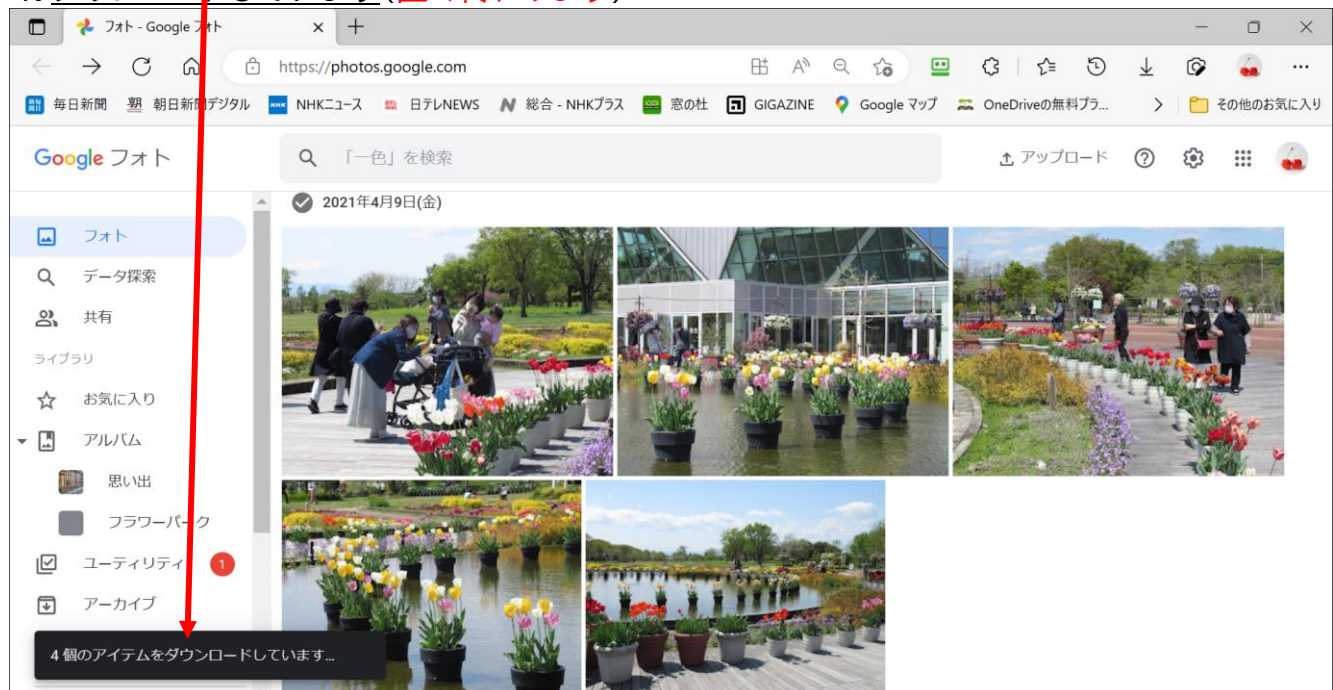 フォト - Google フォト
https://photos.google.com
毎日新聞 朝日新聞デジタル NHKニュース 日テレNEWS 総合 - NHKプラス 窓の杜 GIGAZINE Google マップ OneDriveの無料プラ... その他のお気に入り
Google フォト
「一色」を検索
アップロード
2021年4月9日(金)
フォト
データ探索
共有
ライブラリ
お気に入り
アルバム
思い出
フラワーパーク
ユーティリティ 1
アーカイブ
4 個のアイテムをダウンロードしています...